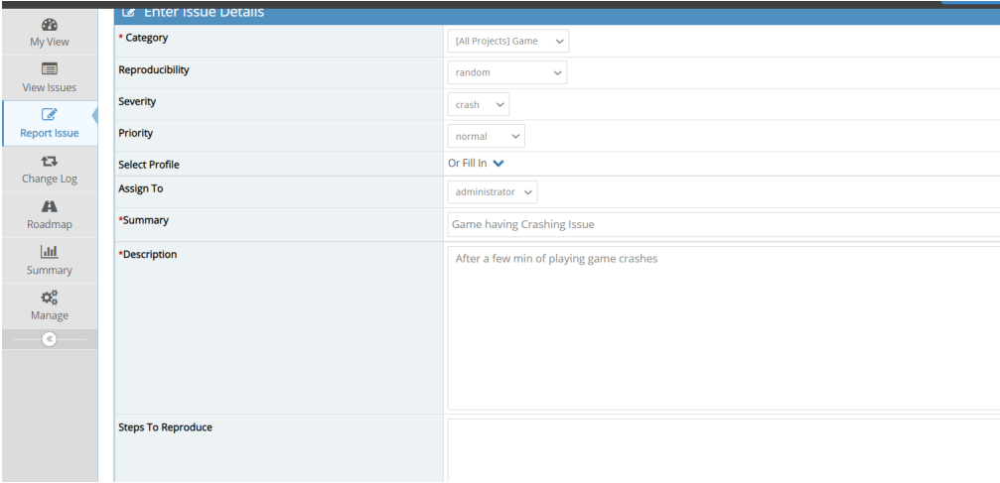 Enter Issue Details
My View
View Issues
Report Issue
Change Log
Roadmap
Summary
Manage
* Category
[All Projects] Game
Reproducibility
random
Severity
crash
Priority
normal
Select Profile
Or Fill In
Assign To
administrator
*Summary
Game having Crashing Issue
*Description
After a few min of playing game crashes
Steps To Reproduce